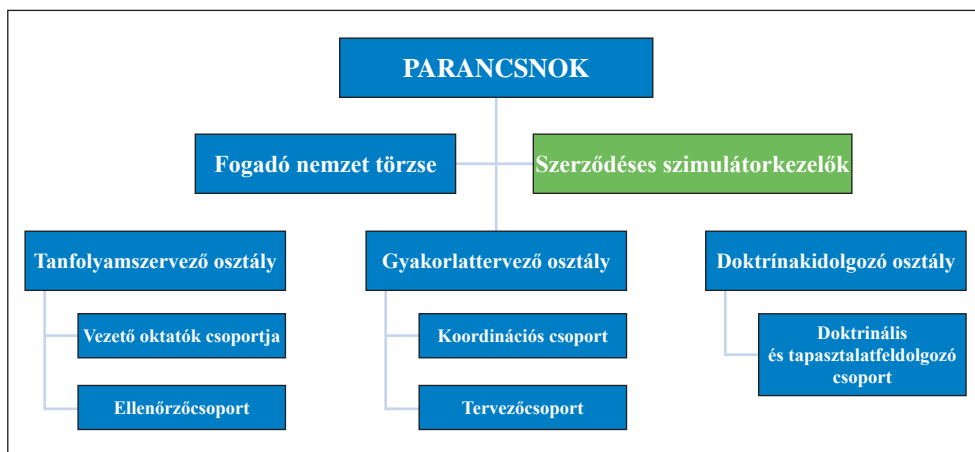 PARANCSNOK
Fogadó nemzet törzse
Szerződéses szimulátorkezelők
Tanfolyamszervező osztály
Gyakorlattervező osztály
Doktrínakidolgozó osztály
Vezető oktatók csoportja
Koordinációs csoport
Doktrinális
és tapasztalatfeldolgozó
csoport
Ellenőrzőcsoport
Tervezőcsoport